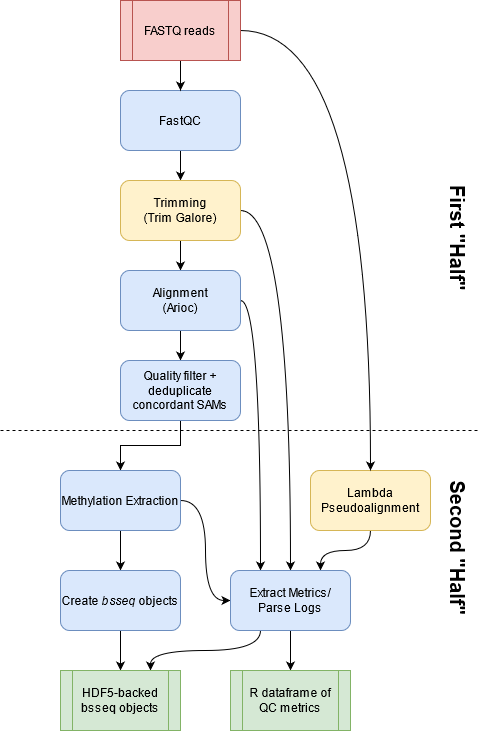 FASTQ reads
FastQC
Trimming
(Trim Galore)
First "Half"
Alignment
(Arioc)
Quality filter +
deduplicate
concordant SAMs
Methylation Extraction
Lambda
Pseudoalignment
Second "Half"
Create bsseq objects
Extract Metrics/
Parse Logs
HDF5-backed
bsseq objects
R dataframe of
QC metrics